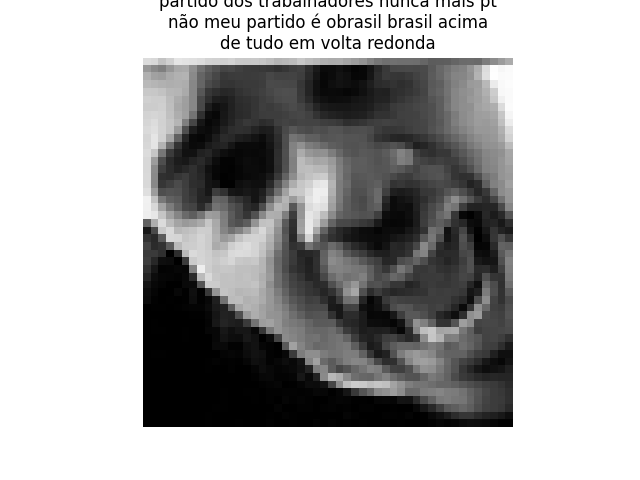 partido dos trabalhadores nunca mais pt
não meu partido é obrasil brasil acima
de tudo em volta redonda